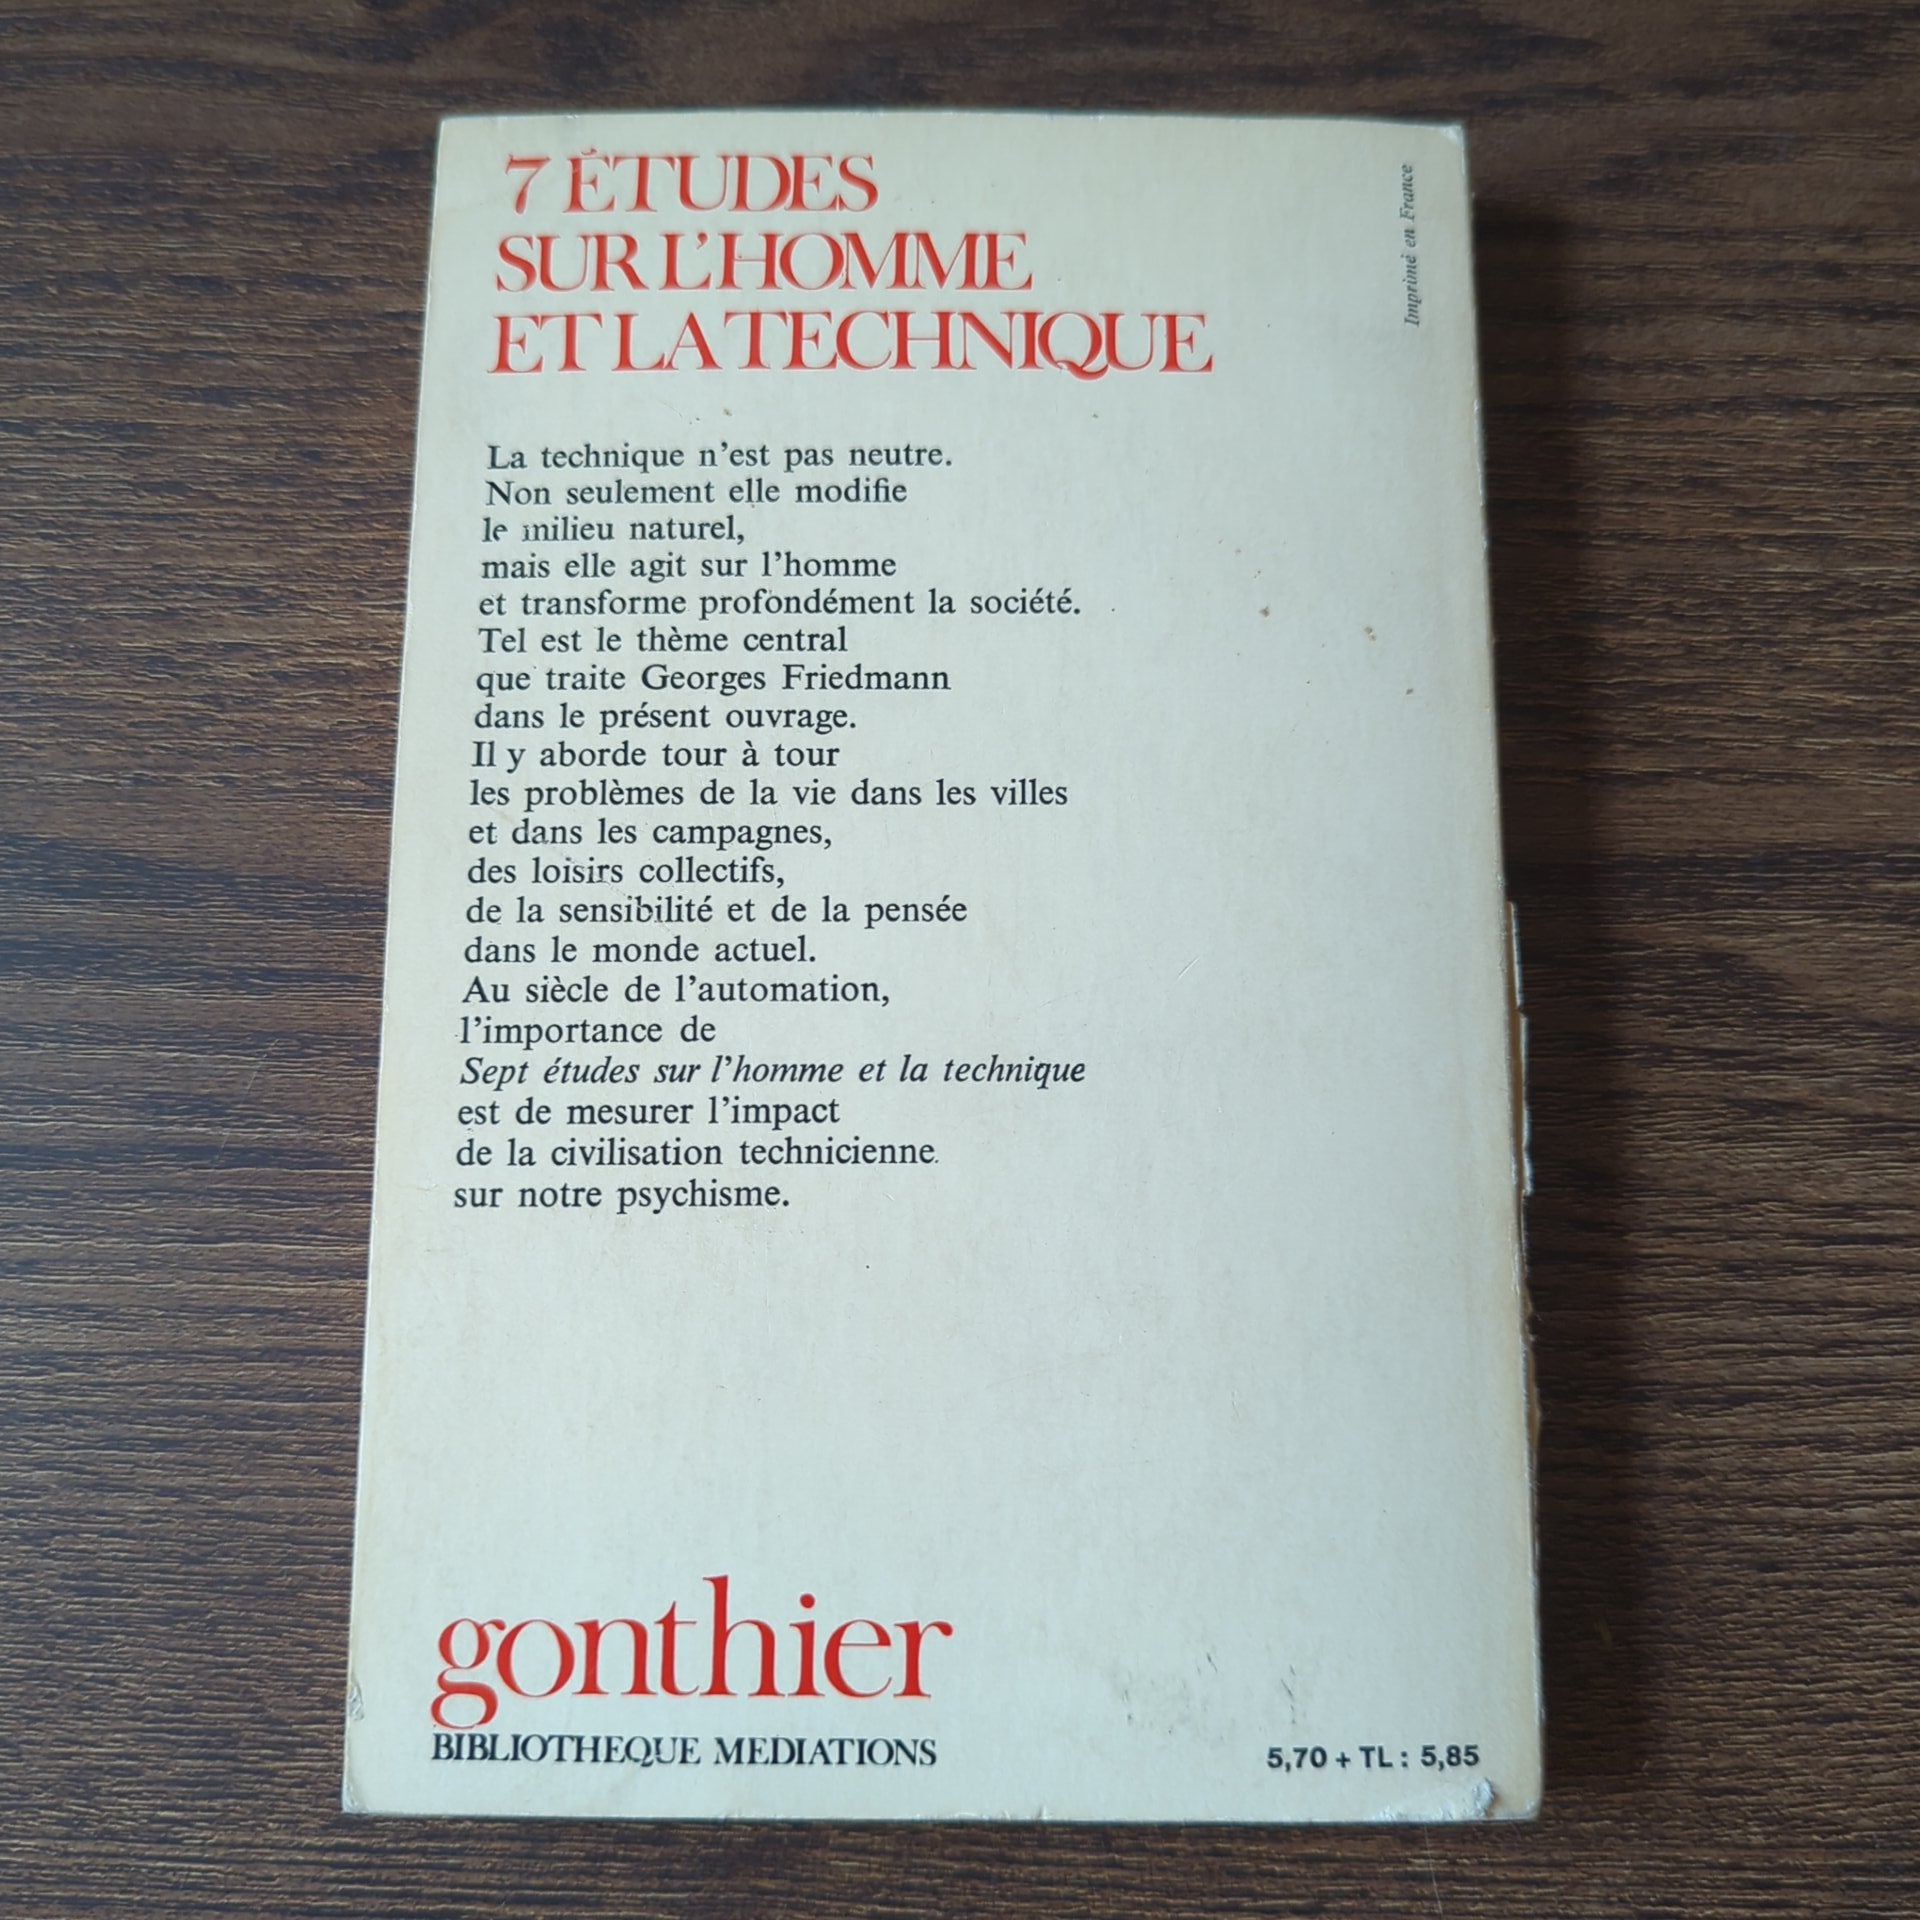 7 ÉTUDES
SUR L'HOMME
ET LA TECHNIQUE
Imprimé en France
La technique n'est pas neutre.
Non seulement elle modifie
le milieu naturel,
mais elle agit sur l'homme
et transforme profondément la société.
Tel est le thème central
que traite Georges Friedmann
dans le présent ouvrage.
Il y aborde tour à tour
les problèmes de la vie dans les villes
et dans les campagnes,
des loisirs collectifs,
de la sensibilité et de la pensée
dans le monde actuel.
Au siècle de l'automation,
l'importance de
Sept études sur l'homme et la technique
est de mesurer l'impact
de la civilisation technicienne
sur notre psychisme.
gonthier
BIBLIOTHEQUE MEDIATIONS
5,70 + TL : 5,85